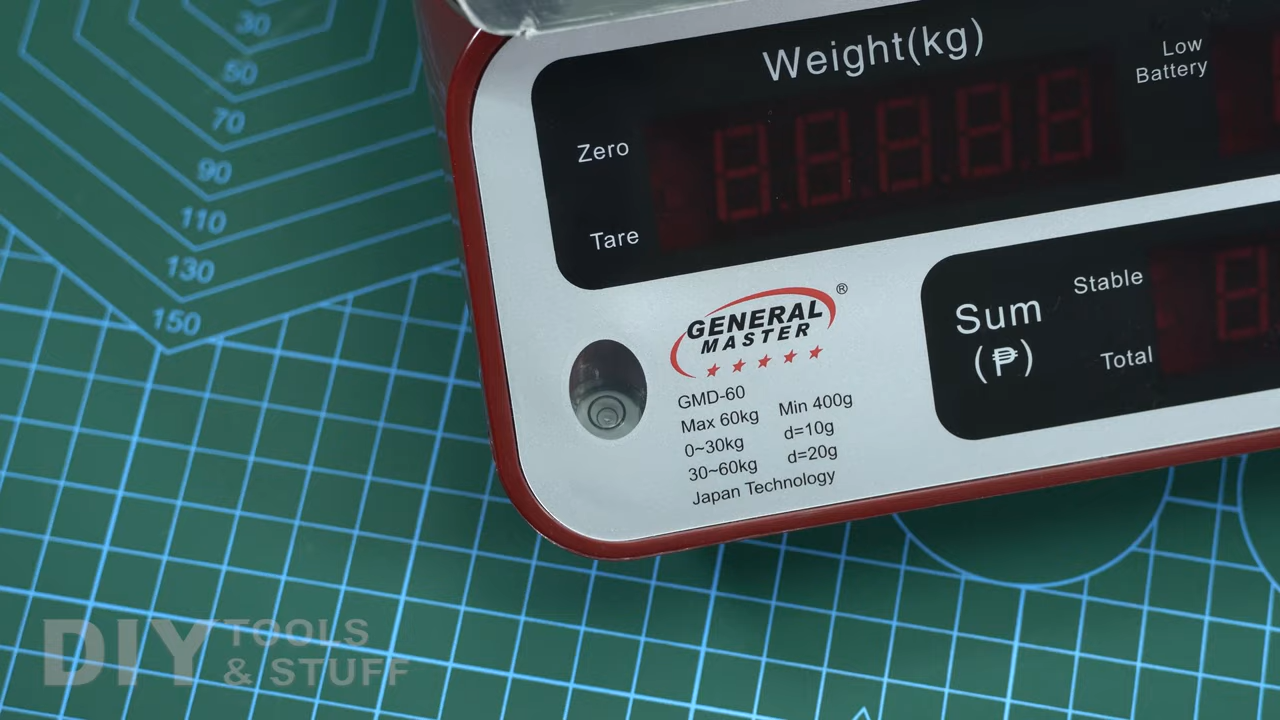 30
50
70
90
110
130
150
Weight(kg)
Low
Battery
Zero
Tare
GENERAL ®
MASTER
GMD-60
Max 60kg Min 400g
0~30kg d=10g
30~60kg d=20g
Japan Technology
Sum
(₱)
Stable
Total
DIY TOOLS
& STUFF